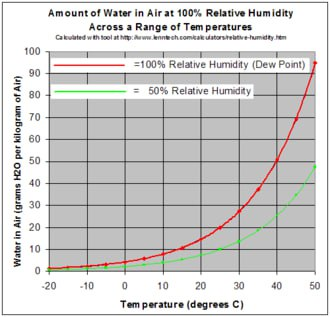 Amount of Water in Air at 100% Relative Humidity
Across a Range of Temperatures
Calculated with tool at http://www.lenntech.com/calculators/relative-humidity.htm
100
90
80
70
60
50
40
30
20
10
0
Water in Air (grams H2O per kilogram of Air)
=100% Relative Humidity (Dew Point)
= 50% Relative Humidity
-20 -10 0 10 20 30 40 50
Temperature (degrees C)